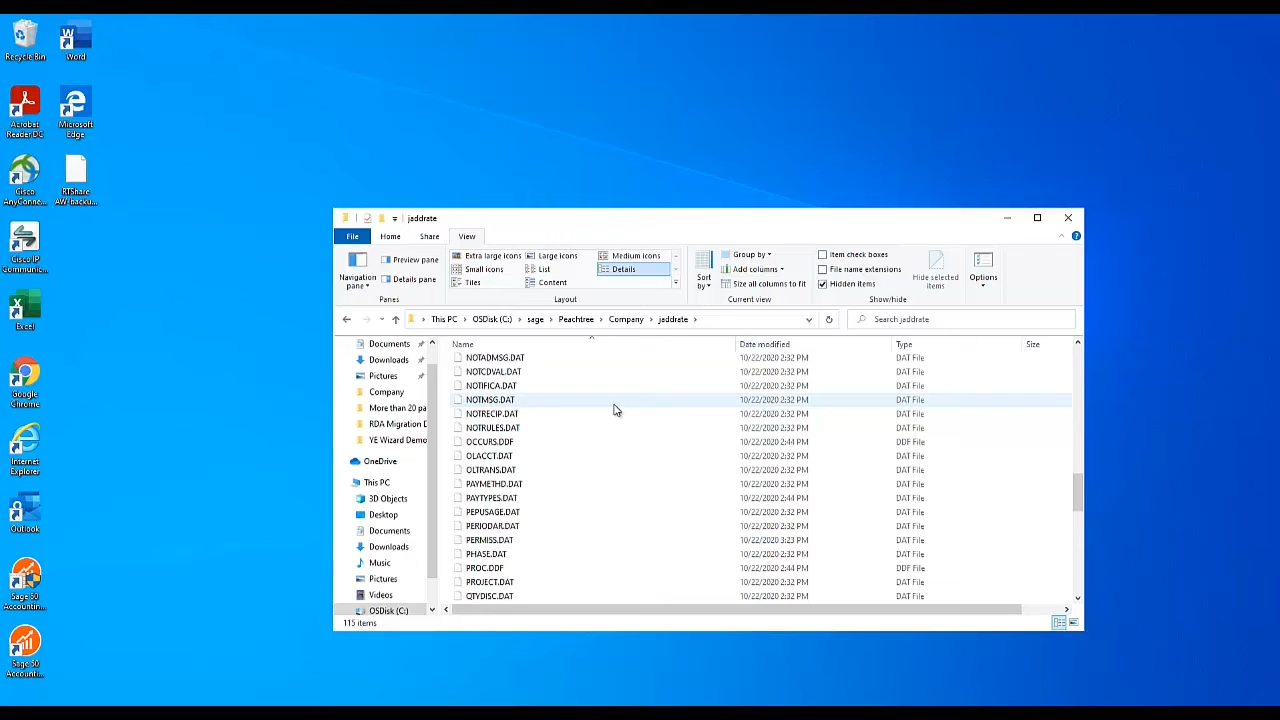 Recycle Bin
Word
Acrobat
Reader DC
Microsoft
Edge
Cisco
AnyConne...
RTShare
AW-backu...
Cisco IP
Communic...
Excel
Google
Chrome
Internet
Explorer
Outlook
Sage 50
Accountin...
Sage 50
Accounti...
jaddrate
File Home Share View
Navigation
pane
Preview pane
Details pane
Panes
Extra large icons Large icons Medium icons
Small icons List Details
Tiles Content
Layout
Sort
by
Group by
Add columns
Size all columns to fit
Current view
Item check boxes
File name extensions
Hidden items
Hide selected
items
Show/hide
Options
This PC > OSDisk (C:) > sage > Peachtree > Company > jaddrate >
Search jaddrate
Documents
Downloads
Pictures
Company
More than 20 pa
RDA Migration D
YE Wizard Demo
OneDrive
This PC
3D Objects
Desktop
Documents
Downloads
Music
Pictures
Videos
OSDisk (C:)
Name Date modified Type Size
NOTADMSG.DAT 10/22/2020 2:32 PM DAT File
NOTCDVAL.DAT 10/22/2020 2:32 PM DAT File
NOTIFICA.DAT 10/22/2020 2:32 PM DAT File
NOTMSG.DAT 10/22/2020 2:32 PM DAT File
NOTRECIP.DAT 10/22/2020 2:32 PM DAT File
NOTRULES.DAT 10/22/2020 2:32 PM DAT File
OCCURS.DDF 10/22/2020 2:44 PM DDF File
OLACCT.DAT 10/22/2020 2:32 PM DAT File
OLTRANS.DAT 10/22/2020 2:32 PM DAT File
PAYMETHD.DAT 10/22/2020 2:32 PM DAT File
PAYTYPES.DAT 10/22/2020 2:44 PM DAT File
PEPUSAGE.DAT 10/22/2020 2:32 PM DAT File
PERIODAR.DAT 10/22/2020 2:32 PM DAT File
PERMISS.DAT 10/22/2020 3:23 PM DAT File
PHASE.DAT 10/22/2020 2:32 PM DAT File
PROC.DDF 10/22/2020 2:44 PM DDF File
PROJECT.DAT 10/22/2020 2:32 PM DAT File
QTYDISC.DAT 10/22/2020 2:32 PM DAT File
115 items